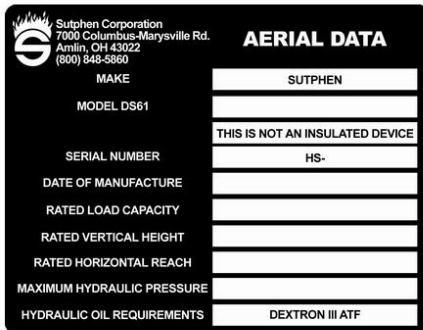 Sutphen Corporation
7000 Columbus-Marysville Rd.
Amlin, OH 43022
(800) 848-5860
AERIAL DATA
MAKE SUTPHEN
MODEL DS61
THIS IS NOT AN INSULATED DEVICE
SERIAL NUMBER HS-
DATE OF MANUFACTURE
RATED LOAD CAPACITY
RATED VERTICAL HEIGHT
RATED HORIZONTAL REACH
MAXIMUM HYDRAULIC PRESSURE
HYDRAULIC OIL REQUIREMENTS DEXTRON III ATF